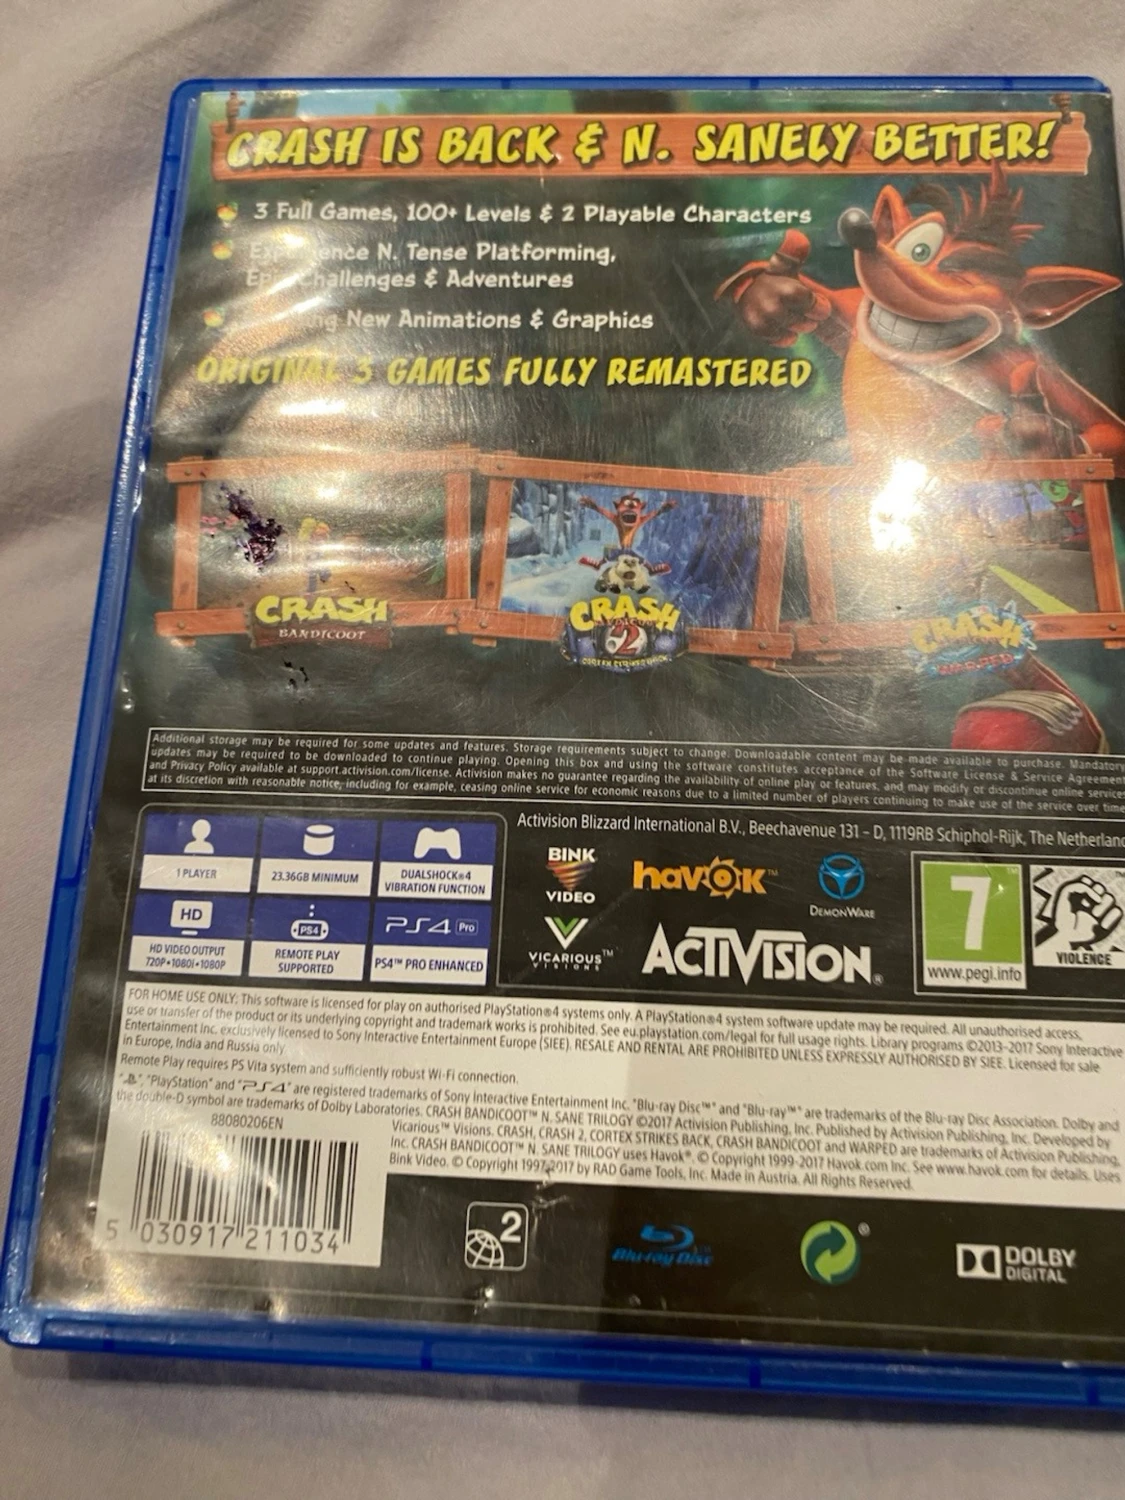 CRASH IS BACK & N. SANELY BETTER!
3 Full Games, 100+ Levels & 2 Playable Characters
Experience N. Tense Platforming,
Epic Challenges & Adventures
New Animations & Graphics
ORIGINAL 3 GAMES FULLY REMASTERED
CRASH
BANDICOOT
CRASH
BANDICOOT
2
CORTEX STRIKES BACK
CRASH
WARPED
Additional storage may be required for some updates and features. Storage requirements subject to change. Downloadable content may be made available to purchase. Mandatory
updates may be required to be downloaded to continue playing. Opening this box and using the software constitutes acceptance of the Software License & Service Agreement
and Privacy Policy available at support.activision.com/license. Activision makes no guarantee regarding the availability of online play or features, and may modify or discontinue online services
at its discretion with reasonable notice, including for example, ceasing online service for economic reasons due to a limited number of players continuing to make use of the service over time
Activision Blizzard International B.V., Beechavenue 131 - D, 1119RB Schiphol-Rijk, The Netherland
1 PLAYER
23.36GB MINIMUM
DUALSHOCK®4
VIBRATION FUNCTION
HD
HD VIDEO OUTPUT
720P•1080i•1080P
PS4
REMOTE PLAY
SUPPORTED
PS4 Pro
PS4™ PRO ENHANCED
BINK
VIDEO
havok™
DEMONWARE
VICARIOUS™
VISIONS
ACTIVISION®
7
www.pegi.info
VIOLENCE
FOR HOME USE ONLY: This software is licensed for play on authorised PlayStation®4 systems only. A PlayStation®4 system software update may be required. All unauthorised access,
use or transfer of the product or its underlying copyright and trademark works is prohibited. See eu.playstation.com/legal for full usage rights. Library programs ©2013-2017 Sony Interactive
Entertainment Inc. exclusively licensed to Sony Interactive Entertainment Europe (SIEE). RESALE AND RENTAL ARE PROHIBITED UNLESS EXPRESSLY AUTHORISED BY SIEE. Licensed for sale
in Europe, India and Russia only.
Remote Play requires PS Vita system and sufficiently robust Wi-Fi connection.
"", "PlayStation" and "PS4" are registered trademarks of Sony Interactive Entertainment Inc. "Blu-ray Disc™" and "Blu-ray™" are trademarks of the Blu-ray Disc Association. Dolby and
the double-D symbol are trademarks of Dolby Laboratories. CRASH BANDICOOT™ N. SANE TRILOGY ©2017 Activision Publishing, Inc. Published by Activision Publishing, Inc. Developed by
Vicarious™ Visions. CRASH, CRASH 2, CORTEX STRIKES BACK, CRASH BANDICOOT and WARPED are trademarks of Activision Publishing,
Inc. CRASH BANDICOOT™ N. SANE TRILOGY uses Havok®. © Copyright 1999-2017 Havok.com Inc. See www.havok.com for details. Uses
Bink Video. © Copyright 1997-2017 by RAD Game Tools, Inc. Made in Austria. All Rights Reserved.
88080206EN
5 030917 211034
2
Blu-ray Disc
®
DOLBY
DIGITAL